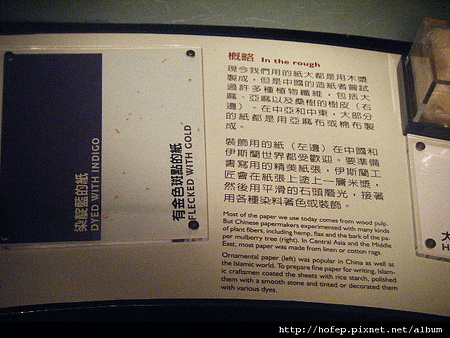 概略 In the rough
現今我們用的紙大都是用木漿
製成，但是中國的造紙者嘗試
過許多種植物纖維，包括大
麻、亞麻以及桑樹的樹皮（右
邊）。在中亞和中東，大部分
的紙都是用亞麻布或棉布製
成。
裝飾用的紙（左邊）在中國和
伊斯蘭世界都受歡迎。要準備
書寫用的精美紙張，伊斯蘭工
匠會在紙張上塗上一層米漿，
然後用平滑的石頭磨光，接著
用各種染料著色或裝飾。
Most of the paper we use today comes from wood pulp.
But Chinese papermakers experimented with many kinds
of plant fibers, including hemp, flax and the bark of the pa-
per mulberry tree (right). In Central Asia and the Middle
East, most paper was made from linen or cotton rags.
Ornamental paper (left) was popular in China as well as
the Islamic world. To prepare fine paper for writing, Islam-
ic craftsmen coated the sheets with rice starch, polished
them with a smooth stone and tinted or decorated them
with various dyes.
染靛藍的紙
DYED WITH INDIGO
有金色斑點的紙
FLECKED WITH GOLD
http://hofep.pixnet.net/album